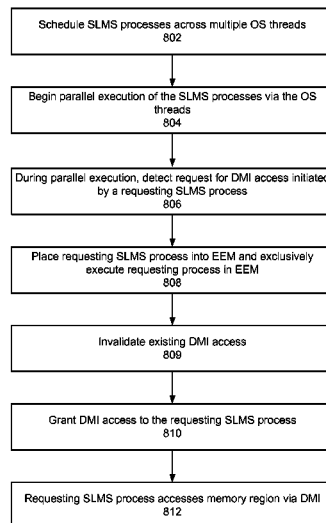 Schedule SLMS processes across multiple OS threads
802
Begin parallel execution of the SLMS processes via the OS
threads
804
During parallel execution, detect request for DMI access initiated
by a requesting SLMS process
806
Place requesting SLMS process into EEM and exclusively
execute requesting process in EEM
808
Invalidate existing DMI access
809
Grant DMI access to the requesting SLMS process
810
Requesting SLMS process accesses memory region via DMI
812